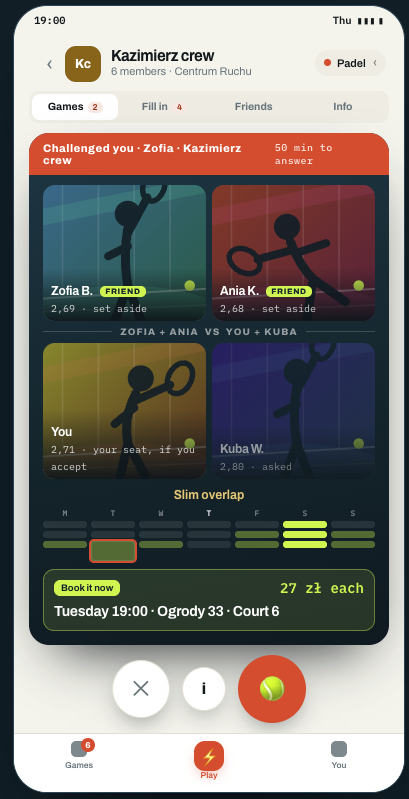 19:00
Thu
‹
Kc
Kazimierz crew
6 members · Centrum Ruchu
Padel ‹
Games 2
Fill in 4
Friends
Info
Challenged you · Zofia · Kazimierz
crew
50 min to
answer
Zofia B. FRIEND
2,69 · set aside
Ania K. FRIEND
2,68 · set aside
ZOFIA + ANIA VS YOU + KUBA
You
2,71 · your seat, if you
accept
Kuba W.
2,80 · asked
Slim overlap
M T W T F S S
Book it now
27 zł each
Tuesday 19:00 · Ogrody 33 · Court 6
i
6
Games
Play
You